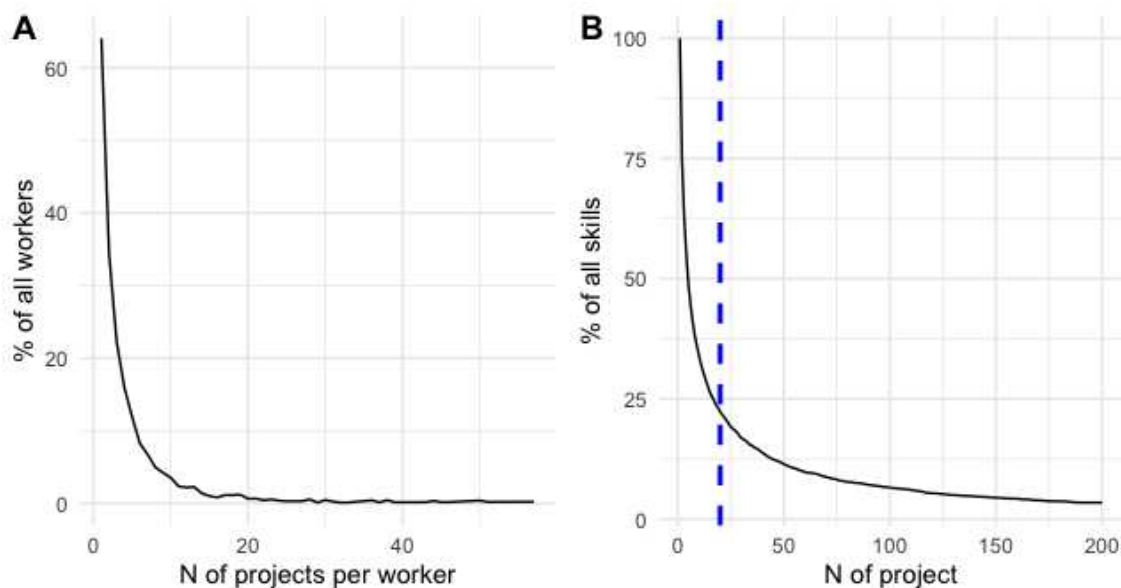 A
% of all workers
60
40
20
0
0 20 40
N of projects per worker
B
% of all skills
100
75
50
25
0
0 50 100 150 200
N of project